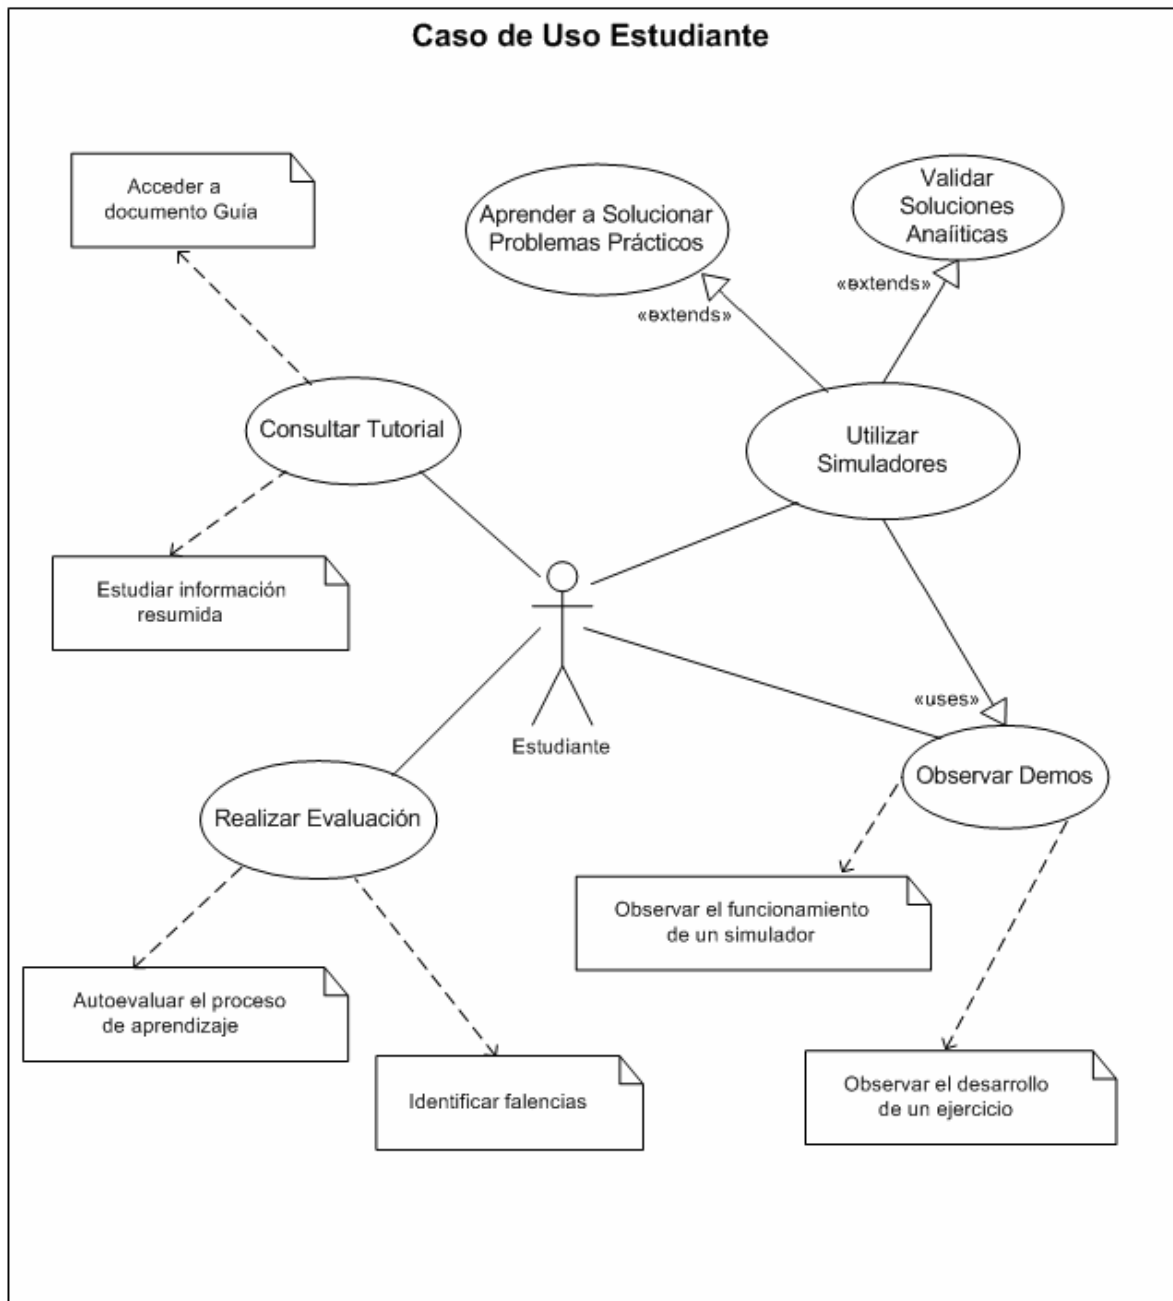 Caso de Uso Estudiante
Acceder a
documento Guía
Aprender a Solucionar
Problemas Prácticos
Validar
Soluciones
Anaíiticas
«extends»
«extends»
Consultar Tutorial
Utilizar
Simuladores
Estudiar información
resumida
Estudiante
«uses»
Observar Demos
Realizar Evaluación
Observar el funcionamiento
de un simulador
Autoevaluar el proceso
de aprendizaje
Identificar falencias
Observar el desarrollo
de un ejercicio